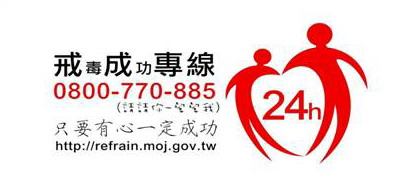 戒毒成功專線
0800-770-885
(請請你-幫幫我)
只要有心一定成功
http://refrain.moj.gov.tw
24h